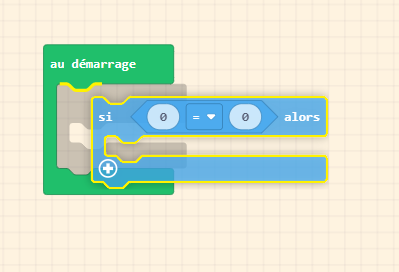 au démarrage
si 0 = 0 alors